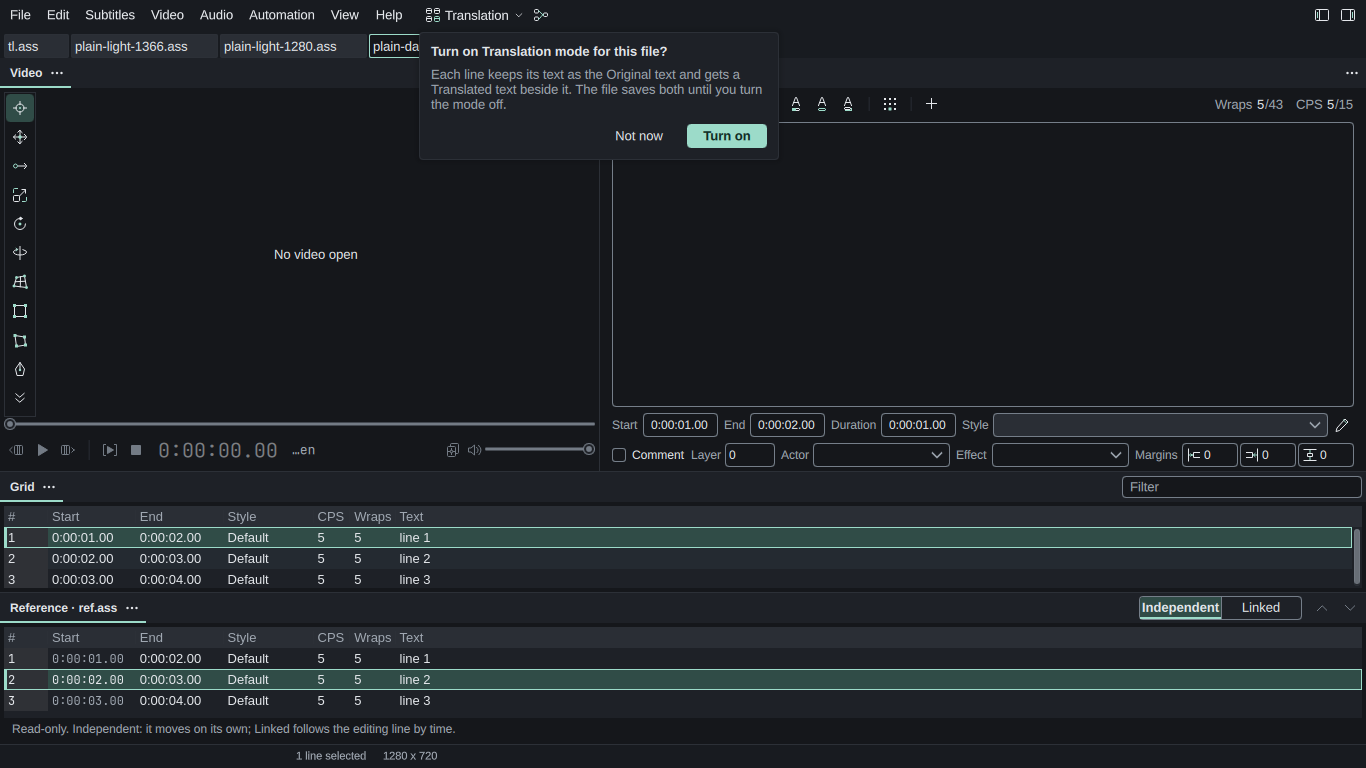 File Edit Subtitles Video Audio Automation View Help Translation
tl.ass plain-light-1366.ass plain-light-1280.ass plain-da
Turn on Translation mode for this file?
Each line keeps its text as the Original text and gets a
Translated text beside it. The file saves both until you turn
the mode off.
Not now Turn on
Video
A A A Wraps 5/43 CPS 5/15
No video open
0:00:00.00 …en
Start 0:00:01.00 End 0:00:02.00 Duration 0:00:01.00 Style
Comment Layer 0 Actor Effect Margins 0 0 0
Grid Filter
# Start End Style CPS Wraps Text
1 0:00:01.00 0:00:02.00 Default 5 5 line 1
2 0:00:02.00 0:00:03.00 Default 5 5 line 2
3 0:00:03.00 0:00:04.00 Default 5 5 line 3
Reference · ref.ass Independent Linked
# Start End Style CPS Wraps Text
1 0:00:01.00 0:00:02.00 Default 5 5 line 1
2 0:00:02.00 0:00:03.00 Default 5 5 line 2
3 0:00:03.00 0:00:04.00 Default 5 5 line 3
Read-only. Independent: it moves on its own; Linked follows the editing line by time.
1 line selected 1280 x 720